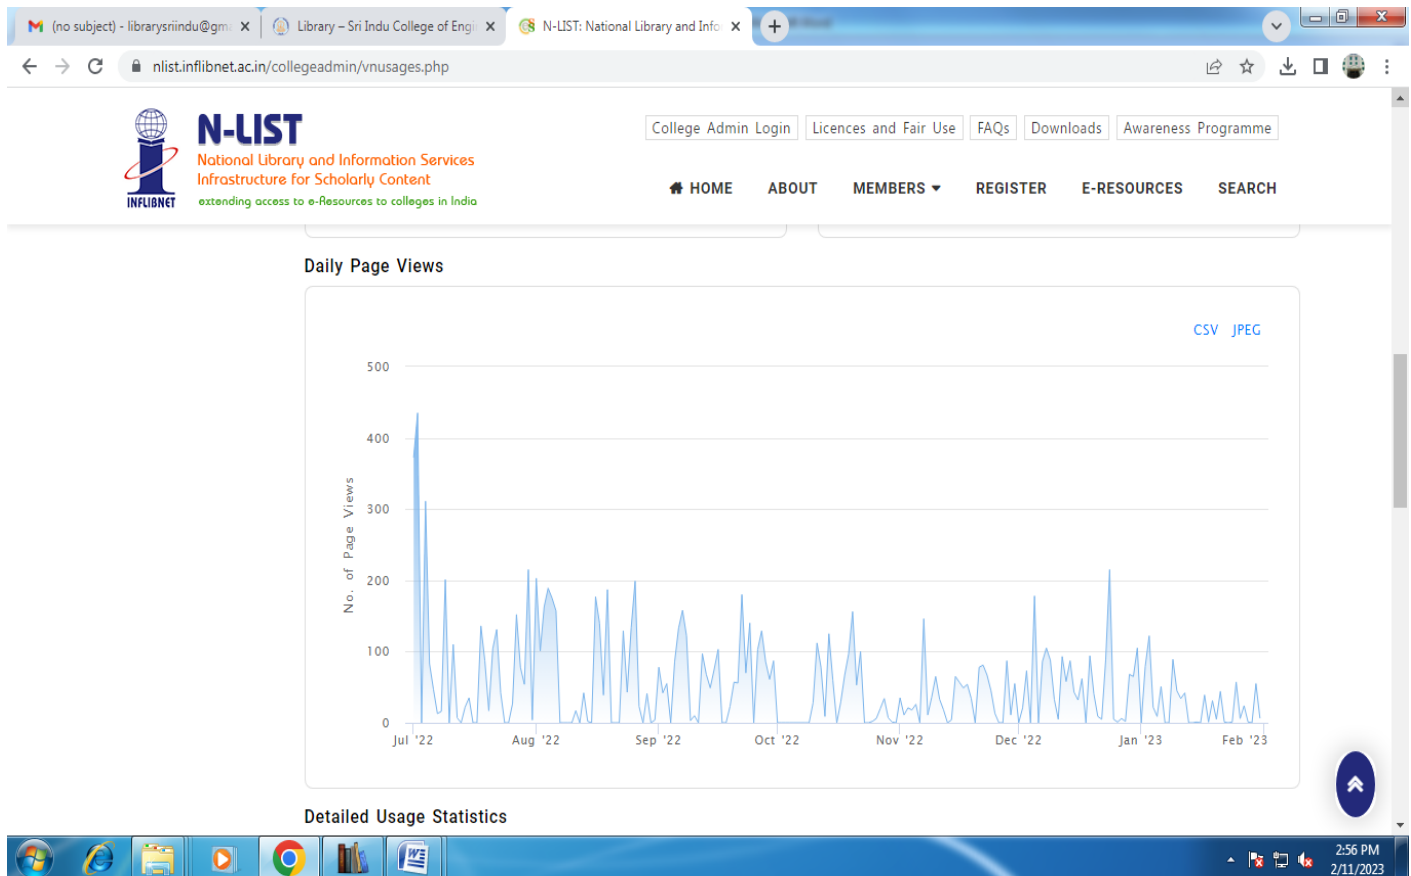 (no subject) - librarysriindu@gm
Library – Sri Indu College of Engi
N-LIST: National Library and Info
nlist.inflibnet.ac.in/collegeadmin/vnusages.php
INFLIBNET
N-LIST
National Library and Information Services
Infrastructure for Scholarly Content
extending access to e-Resources to colleges in India
College Admin Login Licences and Fair Use FAQs Downloads Awareness Programme
HOME ABOUT MEMBERS REGISTER E-RESOURCES SEARCH
Daily Page Views
CSV JPEG
No. of Page Views
500
400
300
200
100
0
Jul '22 Aug '22 Sep '22 Oct '22 Nov '22 Dec '22 Jan '23 Feb '23
Detailed Usage Statistics
2:56 PM
2/11/2023